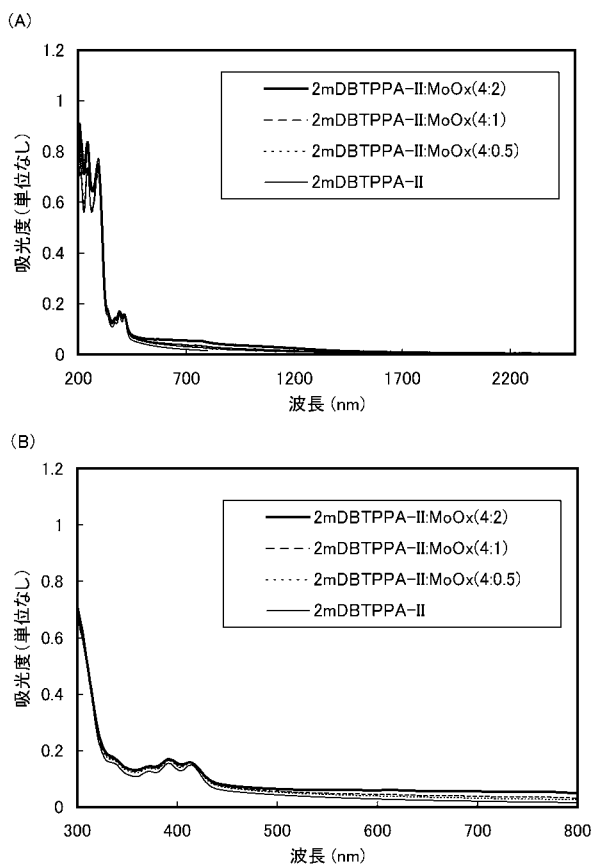 (A)
1.2
1
0.8
0.6
0.4
0.2
0
吸光度(単位なし)
2mDBTPPA-II:MoOx(4:2)
2mDBTPPA-II:MoOx(4:1)
2mDBTPPA-II:MoOx(4:0.5)
2mDBTPPA-II
200 700 1200 1700 2200
波長 (nm)
(B)
1.2
1
0.8
0.6
0.4
0.2
0
吸光度(単位なし)
2mDBTPPA-II:MoOx(4:2)
2mDBTPPA-II:MoOx(4:1)
2mDBTPPA-II:MoOx(4:0.5)
2mDBTPPA-II
300 400 500 600 700 800
波長 (nm)